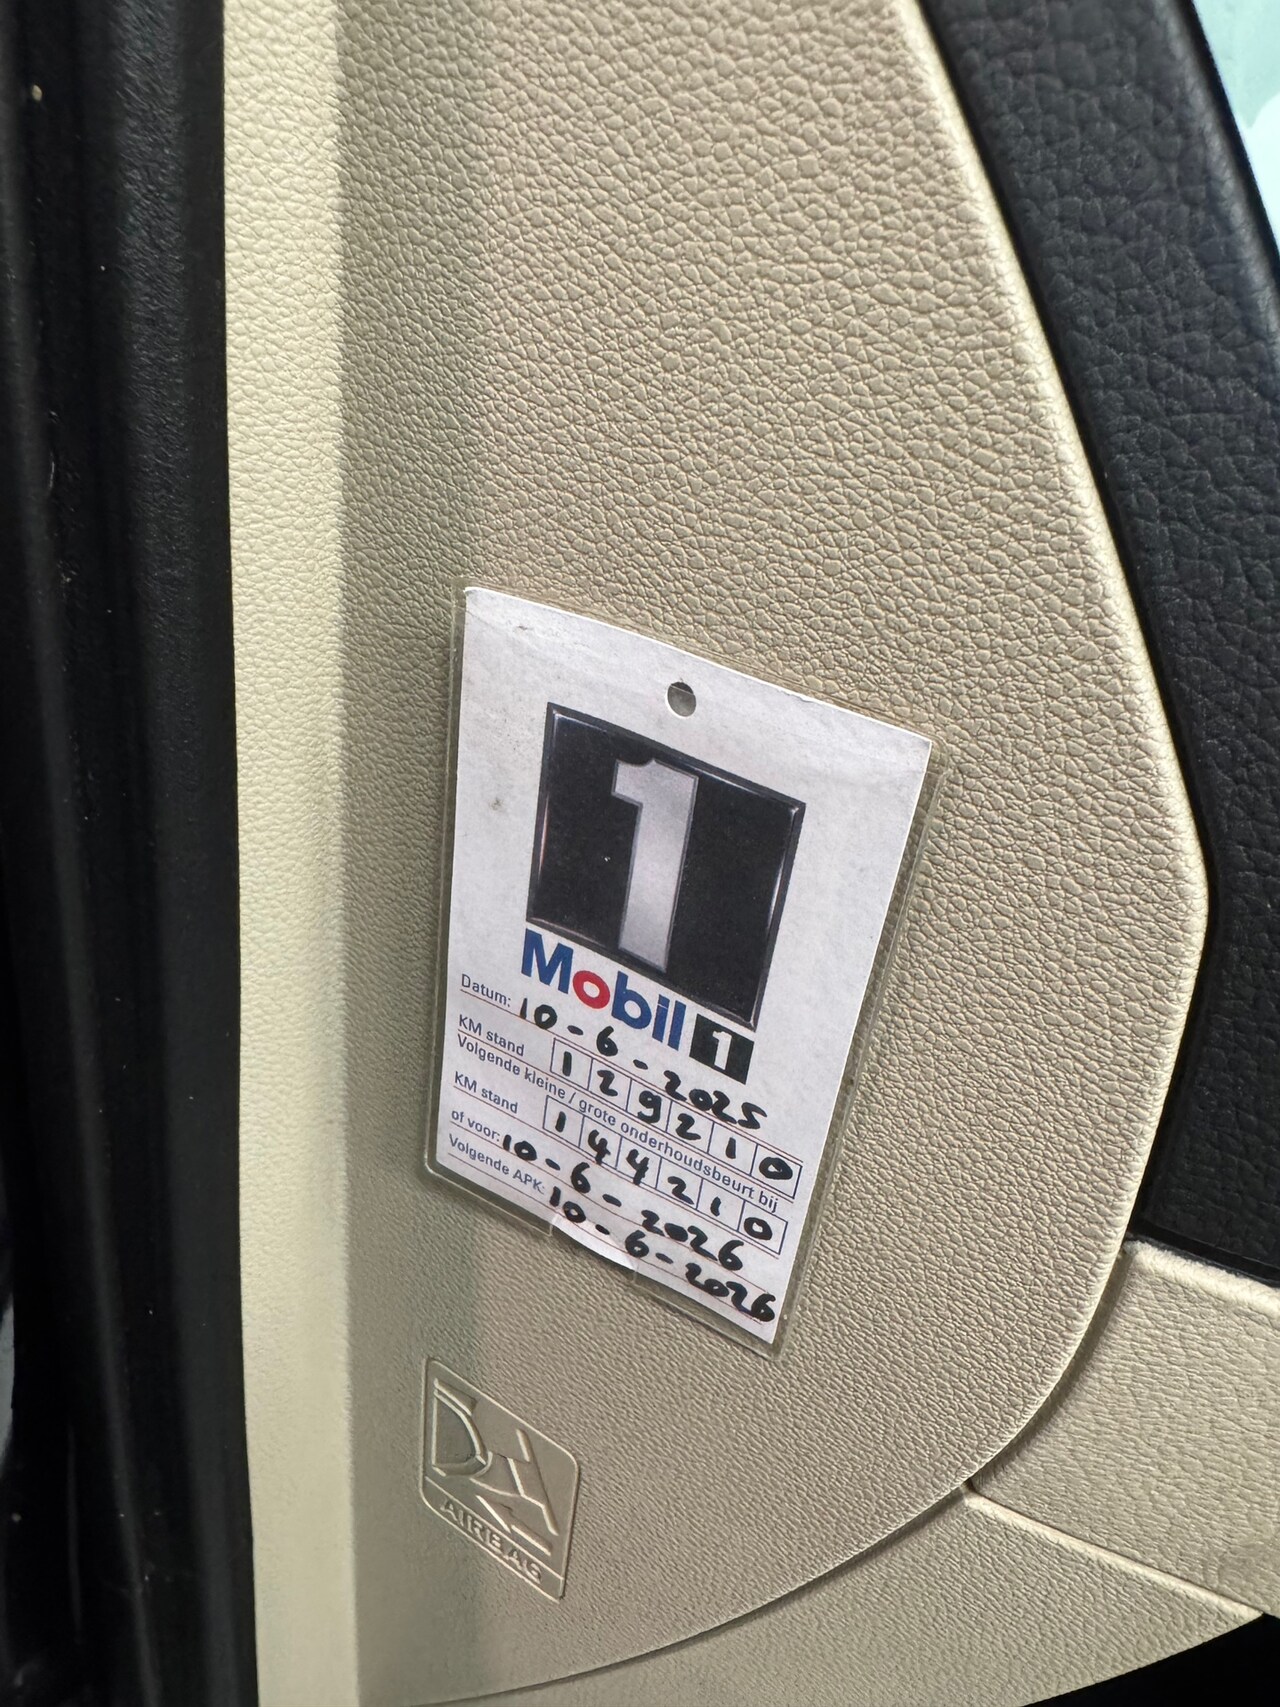 1
Mobil 1
Datum: 10-6-2025
KM stand 129210
Volgende kleine / grote onderhoudsbeurt bij
KM stand 144210
of voor: 10-6-2026
Volgende APK: 10-6-2026
AIRBAG